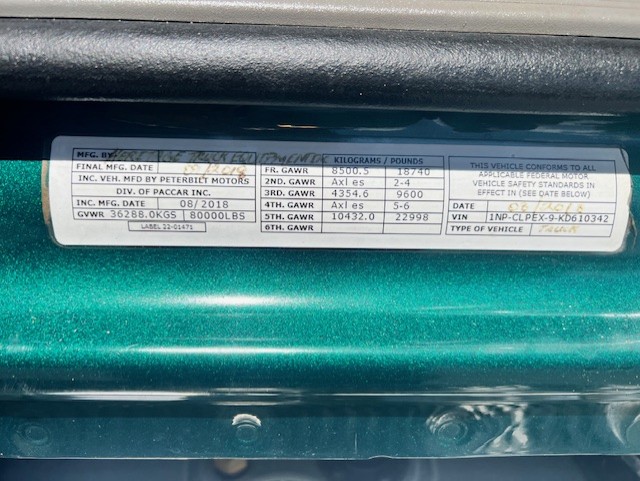 MFG. BY TRUCK
FINAL MFG. DATE
INC. VEH. MFD BY PETERBILT MOTORS
DIV. OF PACCAR INC.
INC. MFG. DATE 08/2018
GVWR 36288.0KGS 80000LBS
LABEL 22-01471
KILOGRAMS / POUNDS
FR. GAWR 8500.5 18740
2ND. GAWR Axles 2-4
3RD. GAWR 4354.6 9600
4TH. GAWR Axles 5-6
5TH. GAWR 10432.0 22998
6TH. GAWR
THIS VEHICLE CONFORMS TO ALL
APPLICABLE FEDERAL MOTOR
VEHICLE SAFETY STANDARDS IN
EFFECT IN (SEE DATE BELOW)
DATE
VIN 1NP-CLPEX-9-KD610342
TYPE OF VEHICLE TRUCK